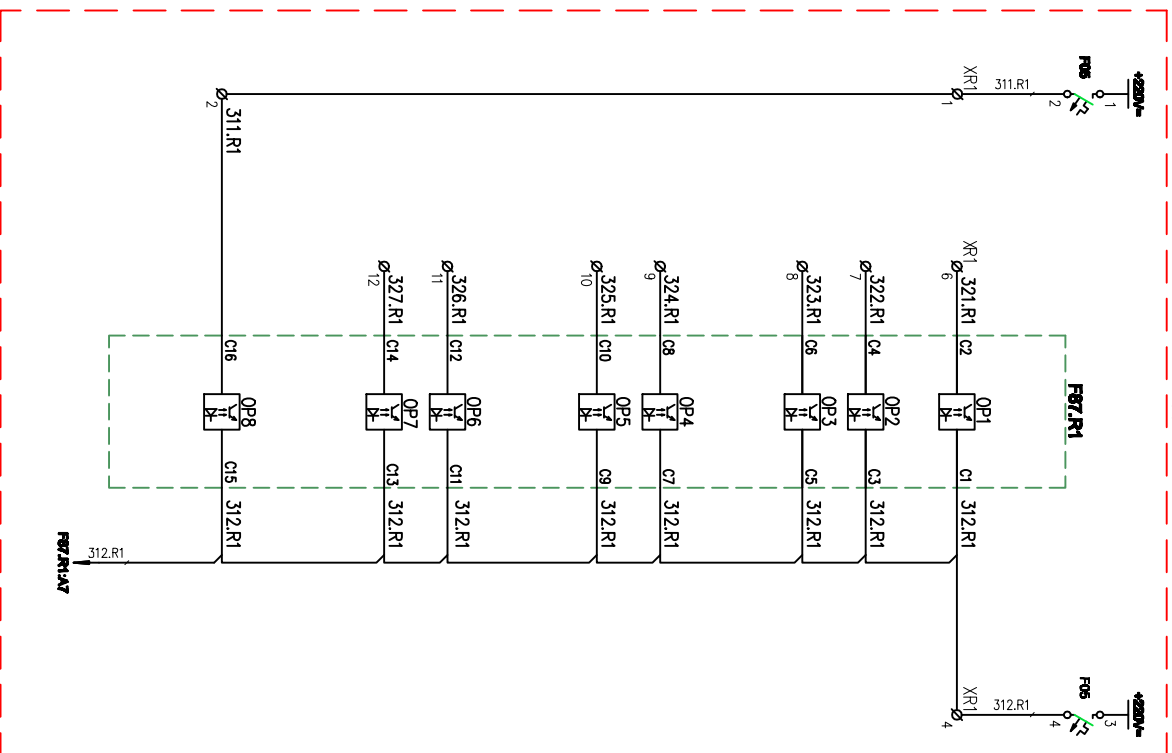 +220V=
1
F05
2
311.R1
XR1
1
2
311.R1
C16
OP8
C15
312.R1
+220V=
3
F05
4
312.R1
XR1
4
F87.R1
XR1
6
321.R1
C2
OP1
C1
312.R1
7
322.R1
C4
OP2
C3
312.R1
8
323.R1
C6
OP3
C5
312.R1
9
324.R1
C8
OP4
C7
312.R1
10
325.R1
C10
OP5
C9
312.R1
11
326.R1
C12
OP6
C11
312.R1
12
327.R1
C14
OP7
C13
312.R1
312.R1
F87.R1:A7